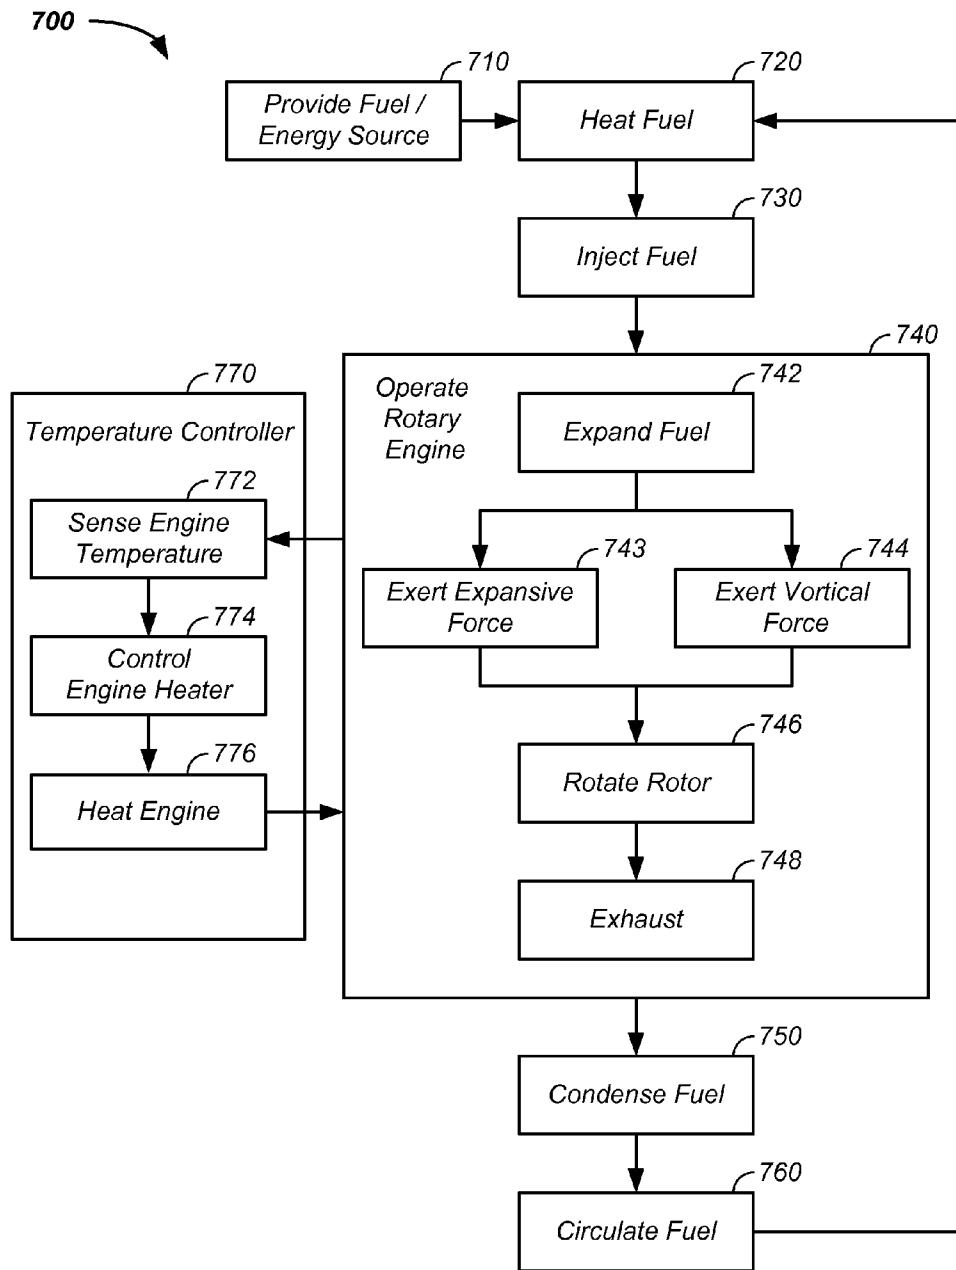 700
710
Provide Fuel /
Energy Source
720
Heat Fuel
730
Inject Fuel
740
Operate
Rotary
Engine
742
Expand Fuel
743
Exert Expansive
Force
744
Exert Vortical
Force
746
Rotate Rotor
748
Exhaust
770
Temperature Controller
772
Sense Engine
Temperature
774
Control
Engine Heater
776
Heat Engine
750
Condense Fuel
760
Circulate Fuel